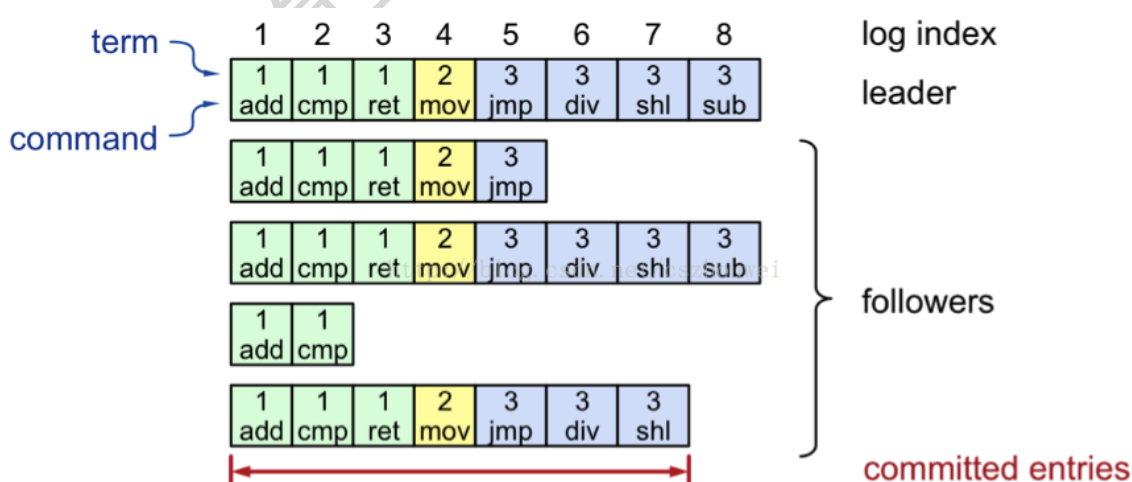 1 2 3 4 5 6 7 8 log index
term
1 1 1 2 3 3 3 3
add cmp ret mov jmp div shl sub
leader
command
1 1 1 2 3
add cmp ret mov jmp
1 1 1 2 3 3 3 3
add cmp ret mov jmp div shl sub
followers
1 1
add cmp
1 1 1 2 3 3 3
add cmp ret mov jmp div shl
committed entries